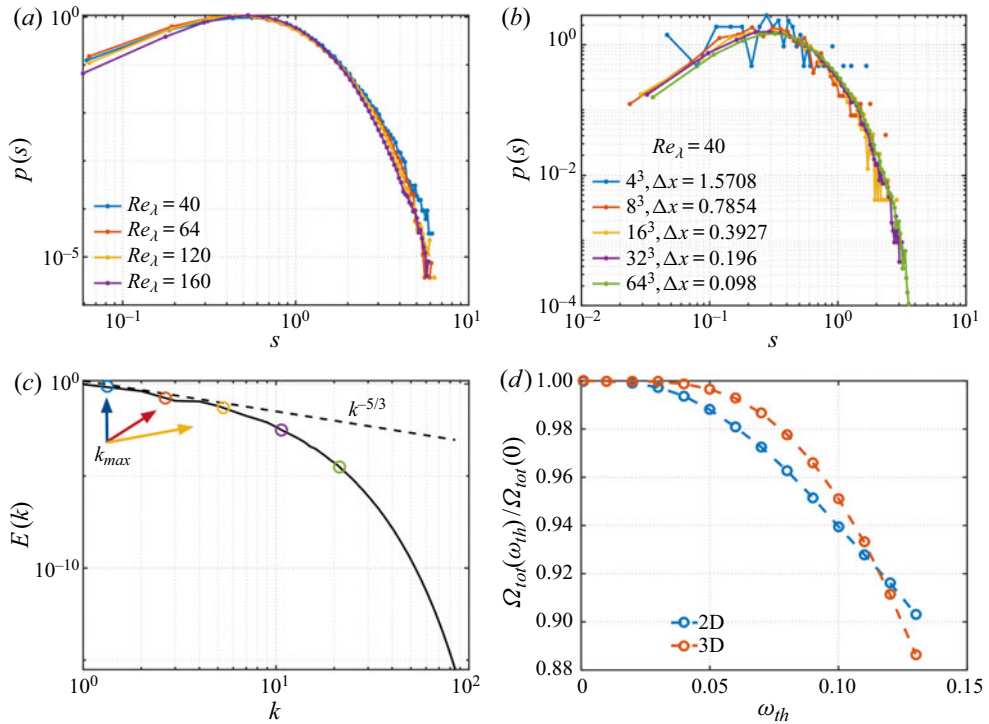 (a)
10^0
p(s)
10^-5
Re_λ = 40
Re_λ = 64
Re_λ = 120
Re_λ = 160
10^-1 10^0 10^1
s
(b)
10^0
p(s)
10^-2
10^-4
Re_λ = 40
4^3, Δx = 1.5708
8^3, Δx = 0.7854
16^3, Δx = 0.3927
32^3, Δx = 0.196
64^3, Δx = 0.098
10^-2 10^-1 10^0 10^1
s
(c)
10^0
k^-5/3
k_max
E(k)
10^-10
10^0 10^1 10^2
k
(d)
1.00
0.98
0.96
0.94
0.92
0.90
0.88
Ω_tot(ω_th)/Ω_tot(0)
2D
3D
0 0.05 0.10 0.15
ω_th